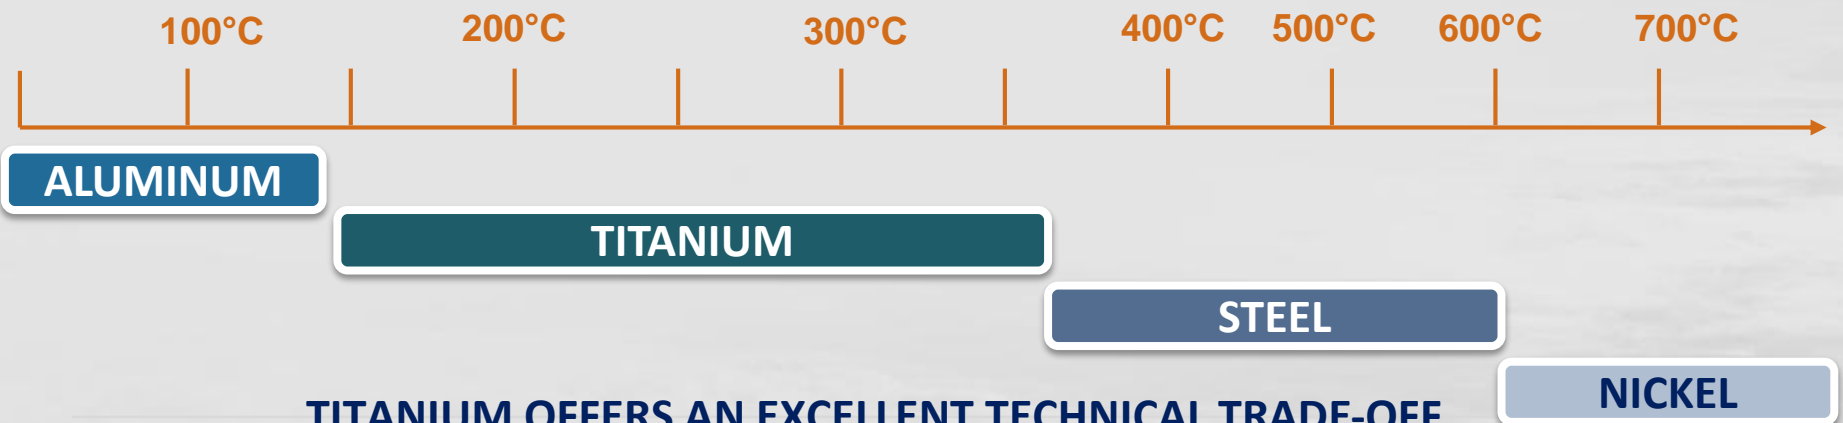 100°C 200°C 300°C 400°C 500°C 600°C 700°C
ALUMINUM
TITANIUM
STEEL
NICKEL
TITANIUM OFFERS AN EXCELLENT TECHNICAL TRADE-OFF